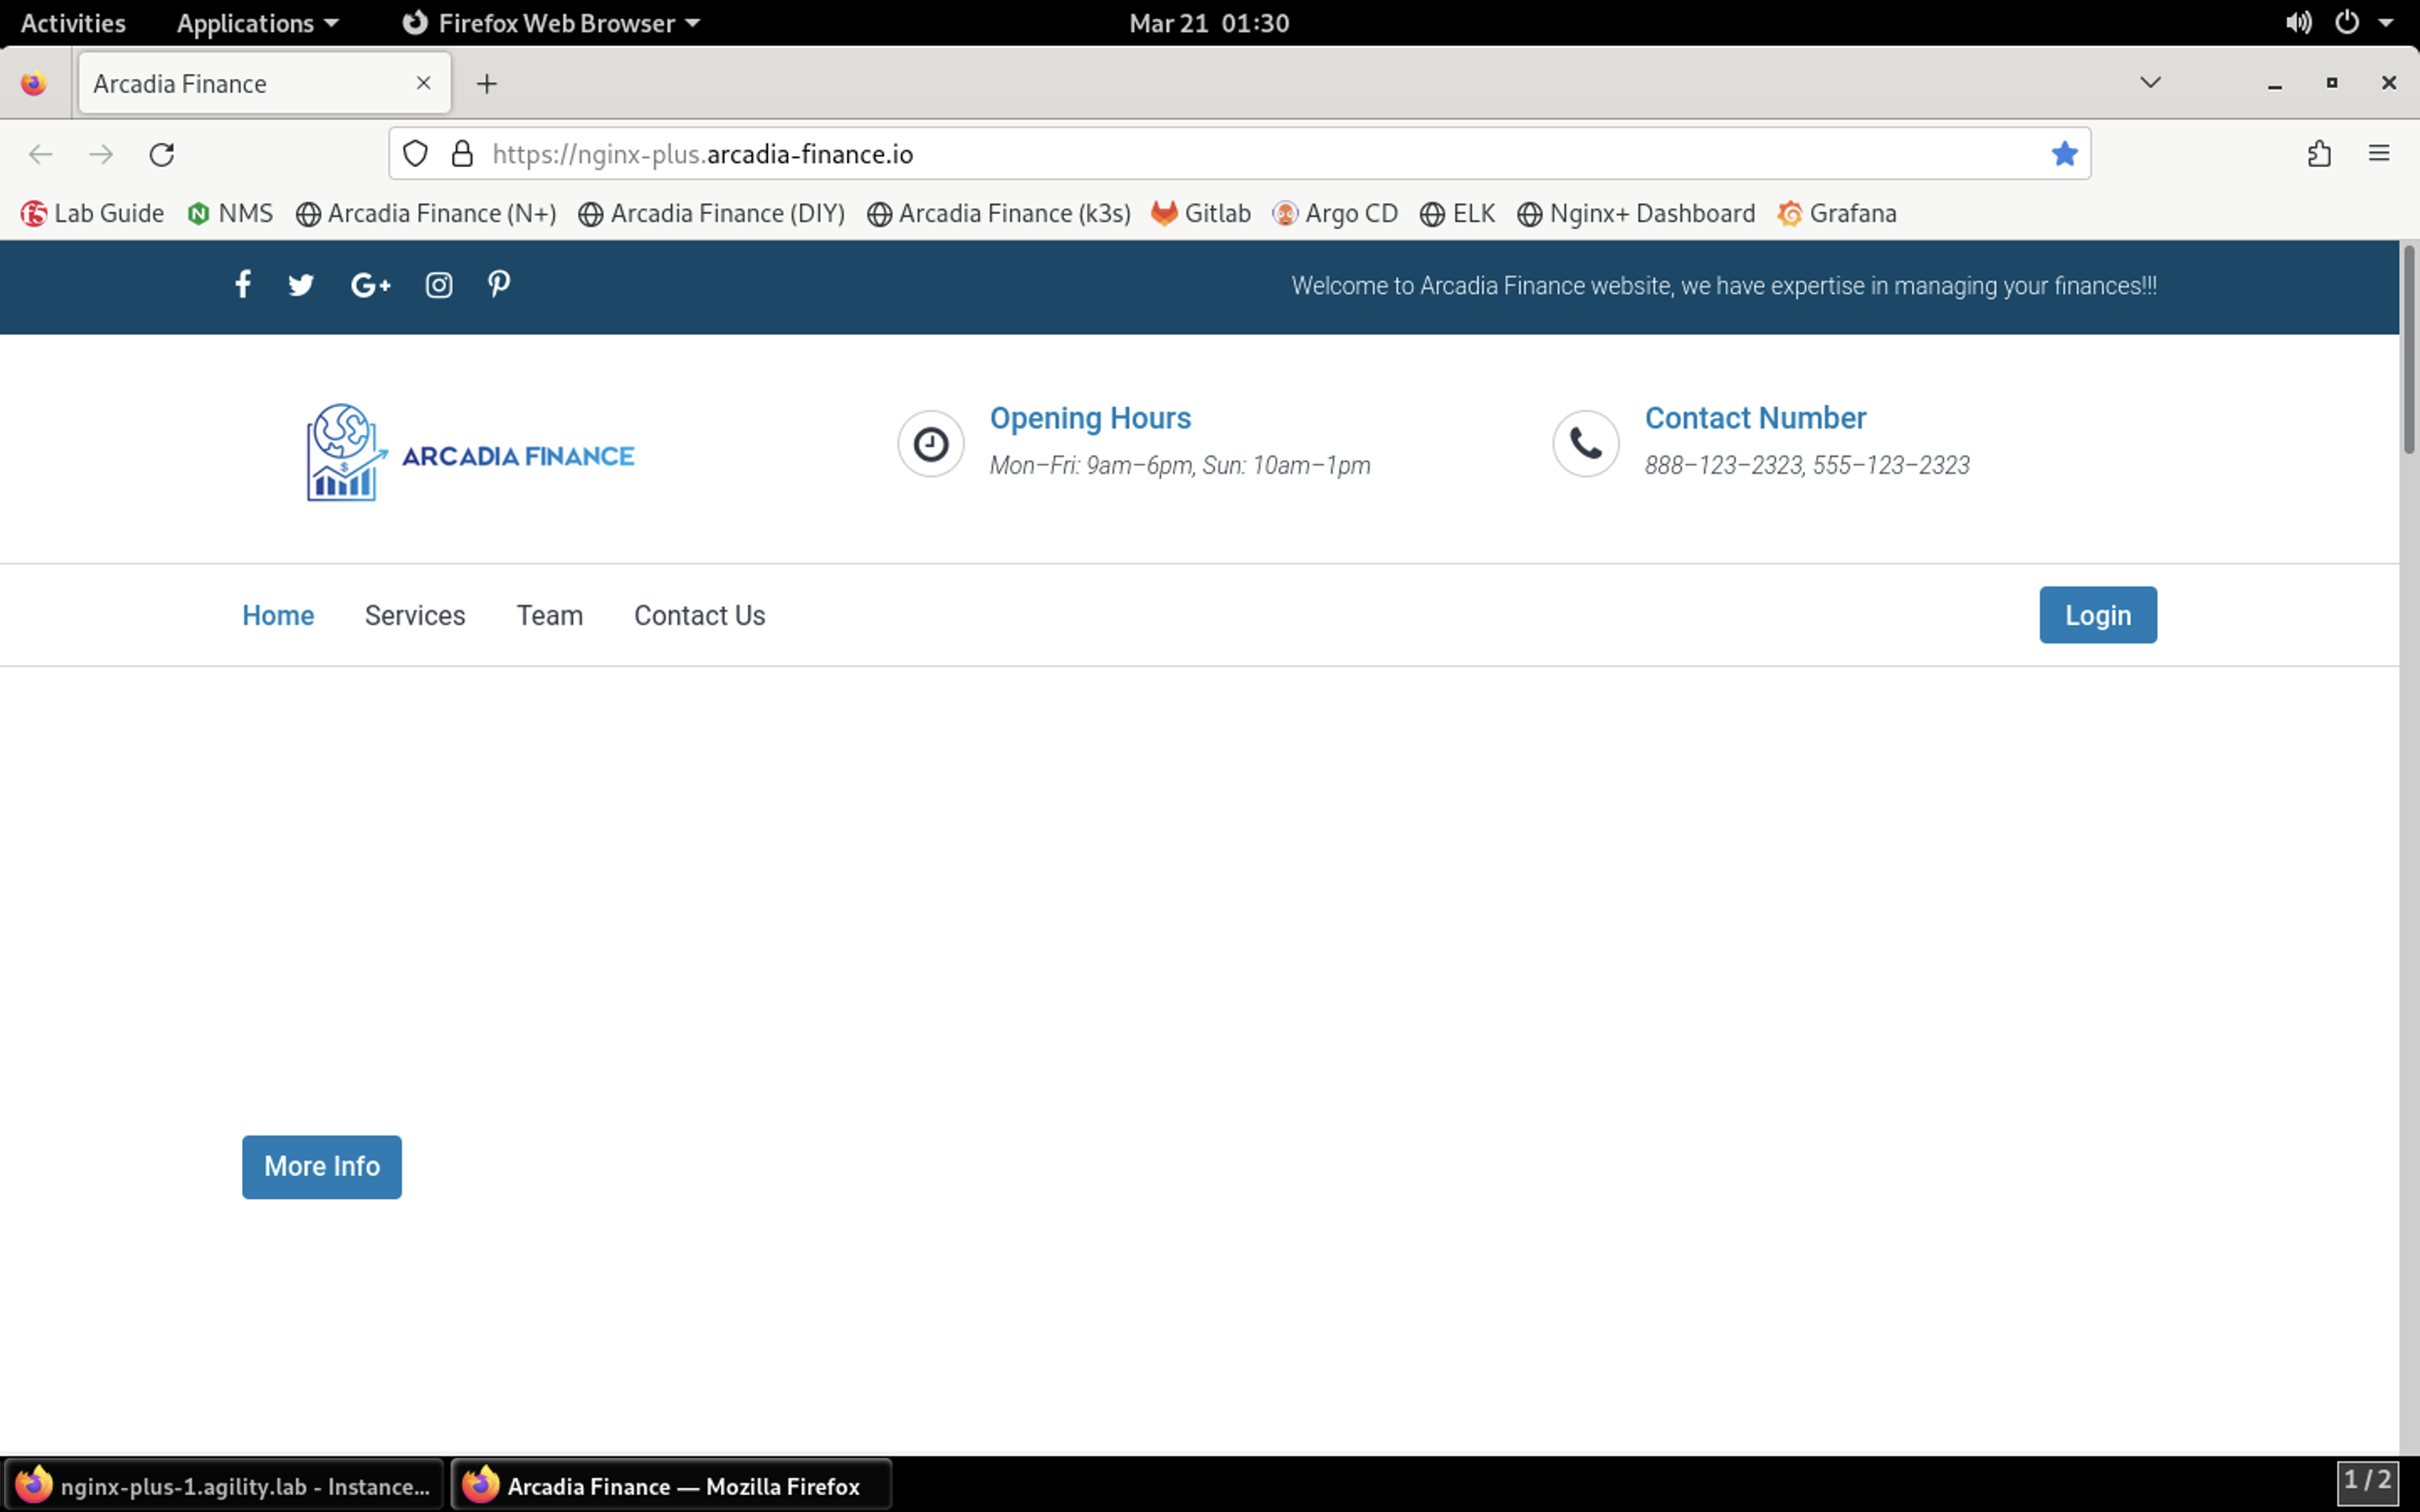 Activities Applications Firefox Web Browser Mar 21 01:30
Arcadia Finance
https://nginx-plus.arcadia-finance.io
Lab Guide NMS Arcadia Finance (N+) Arcadia Finance (DIY) Arcadia Finance (k3s) Gitlab Argo CD ELK Nginx+ Dashboard Grafana
Welcome to Arcadia Finance website, we have expertise in managing your finances!!!
ARCADIA FINANCE
Opening Hours
Mon–Fri: 9am–6pm, Sun: 10am–1pm
Contact Number
888–123–2323, 555–123–2323
Home Services Team Contact Us Login
More Info
nginx-plus-1.agility.lab - Instance... Arcadia Finance — Mozilla Firefox 1 / 2